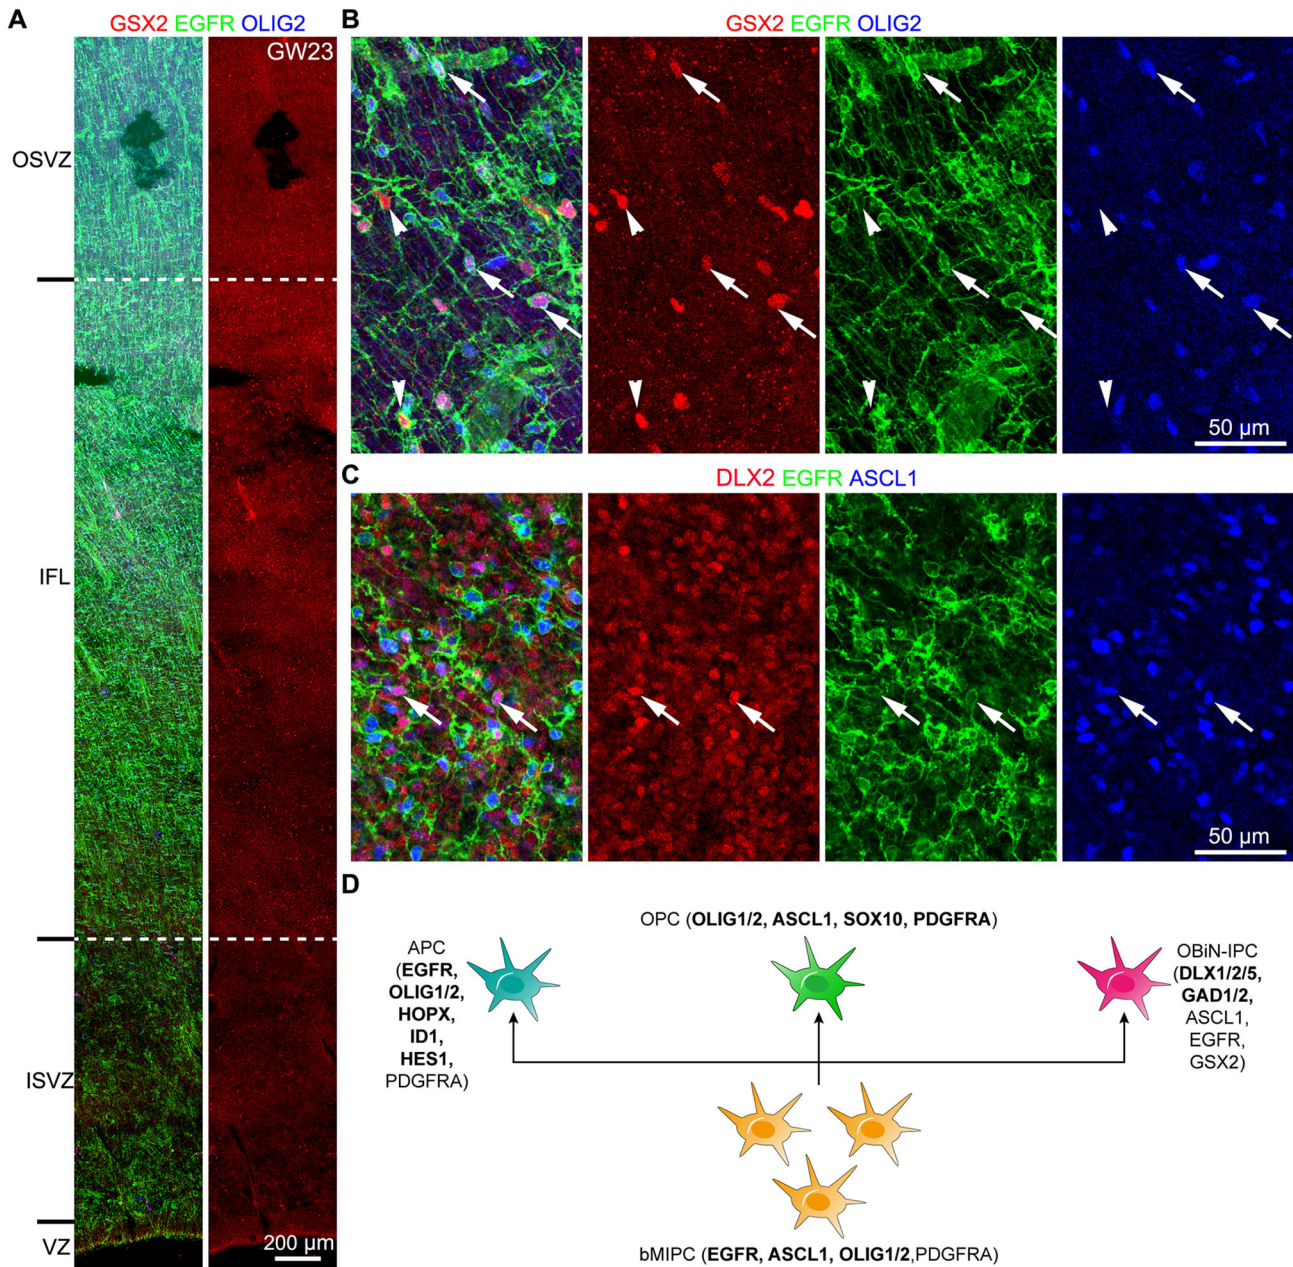 A
GSX2 EGFR OLIG2
GW23
OSVZ
IFL
ISVZ
VZ
200 µm
B
GSX2 EGFR OLIG2
50 µm
C
DLX2 EGFR ASCL1
50 µm
D
OPC (OLIG1/2, ASCL1, SOX10, PDGFRA)
APC
(EGFR,
OLIG1/2,
HOPX,
ID1,
HES1,
PDGFRA)
OBiN-IPC
(DLX1/2/5,
GAD1/2,
ASCL1,
EGFR,
GSX2)
bMIPC (EGFR, ASCL1, OLIG1/2,PDGFRA)